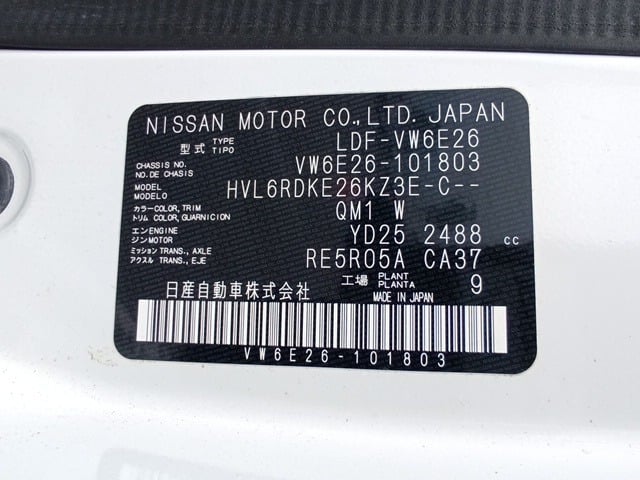 NISSAN MOTOR CO.,LTD. JAPAN
型式 TYPE TIPO LDF-VW6E26
CHASSIS NO. NO. DE CHASIS VW6E26-101803
MODEL MODELO HVL6RDKE26KZ3E-C--
カラー COLOR, TRIM トリム COLOR, GUARNICION QM1 W
エンジン ENGINE MOTOR YD25 2488 cc
ミッション TRANS., AXLE アクスル TRANS., EJE RE5R05A CA37
工場 PLANT PLANTA 9
日産自動車株式会社 MADE IN JAPAN
VW6E26-101803